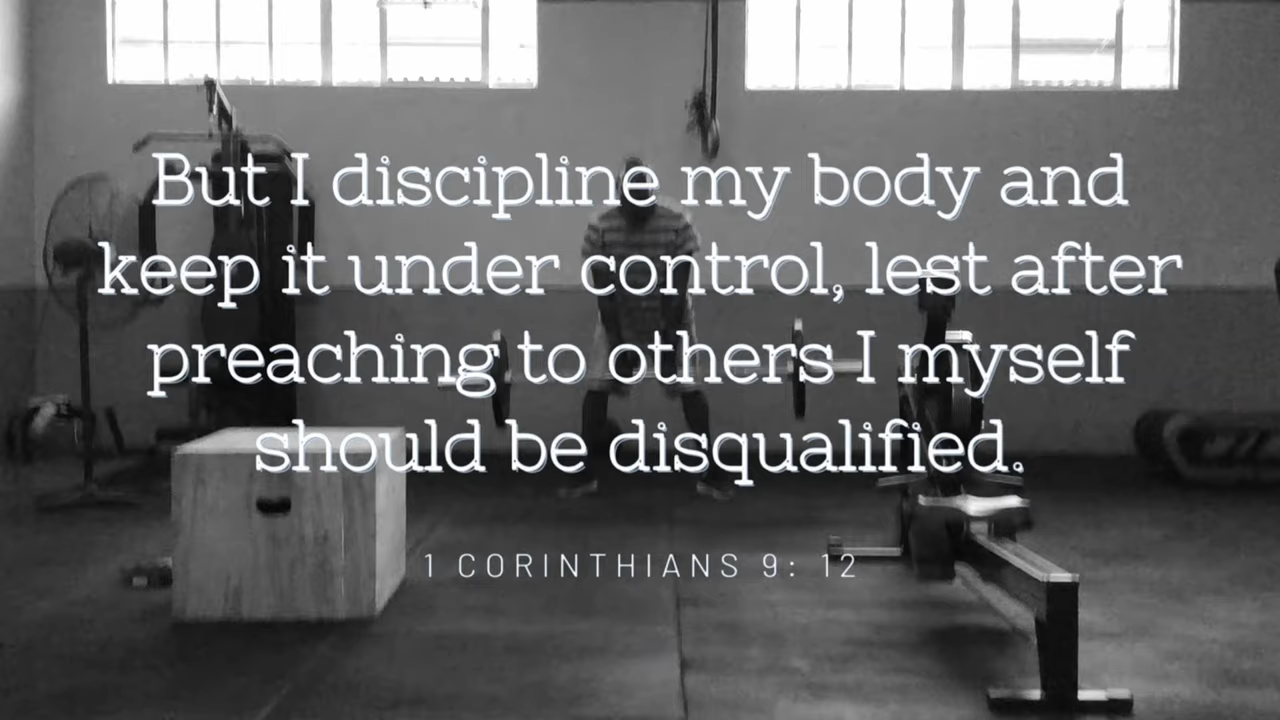 But I discipline my body and
keep it under control, lest after
preaching to others I myself
should be disqualified.
1 CORINTHIANS 9: 12